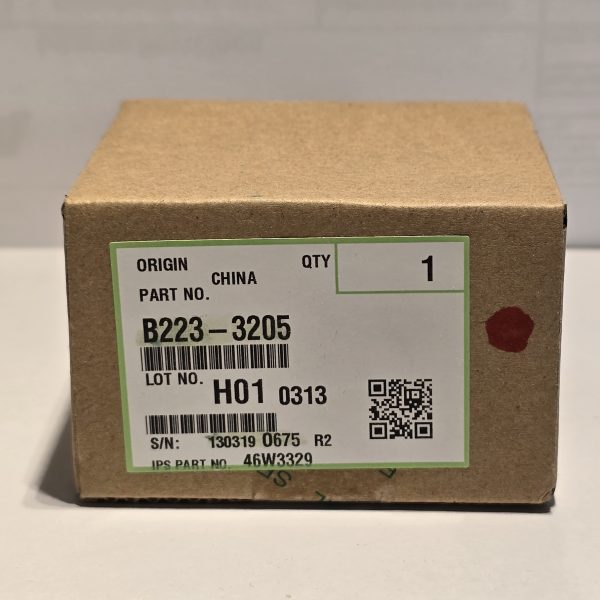 ORIGIN CHINA QTY 1
PART NO.
B223-3205
LOT NO. H01 0313
S/N: 130319 0675 R2
IPS PART NO. 46W3329